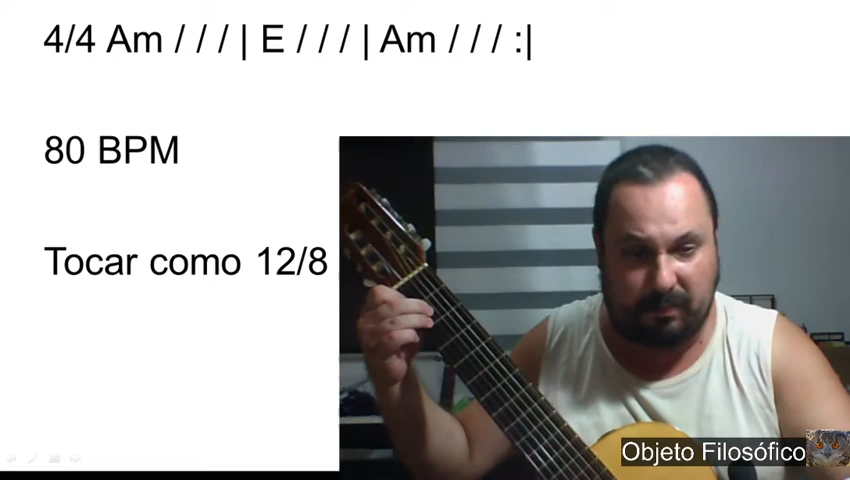 4/4 Am / / / | E / / / | Am / / / :|
80 BPM
Tocar como 12/8
Objeto Filosófico